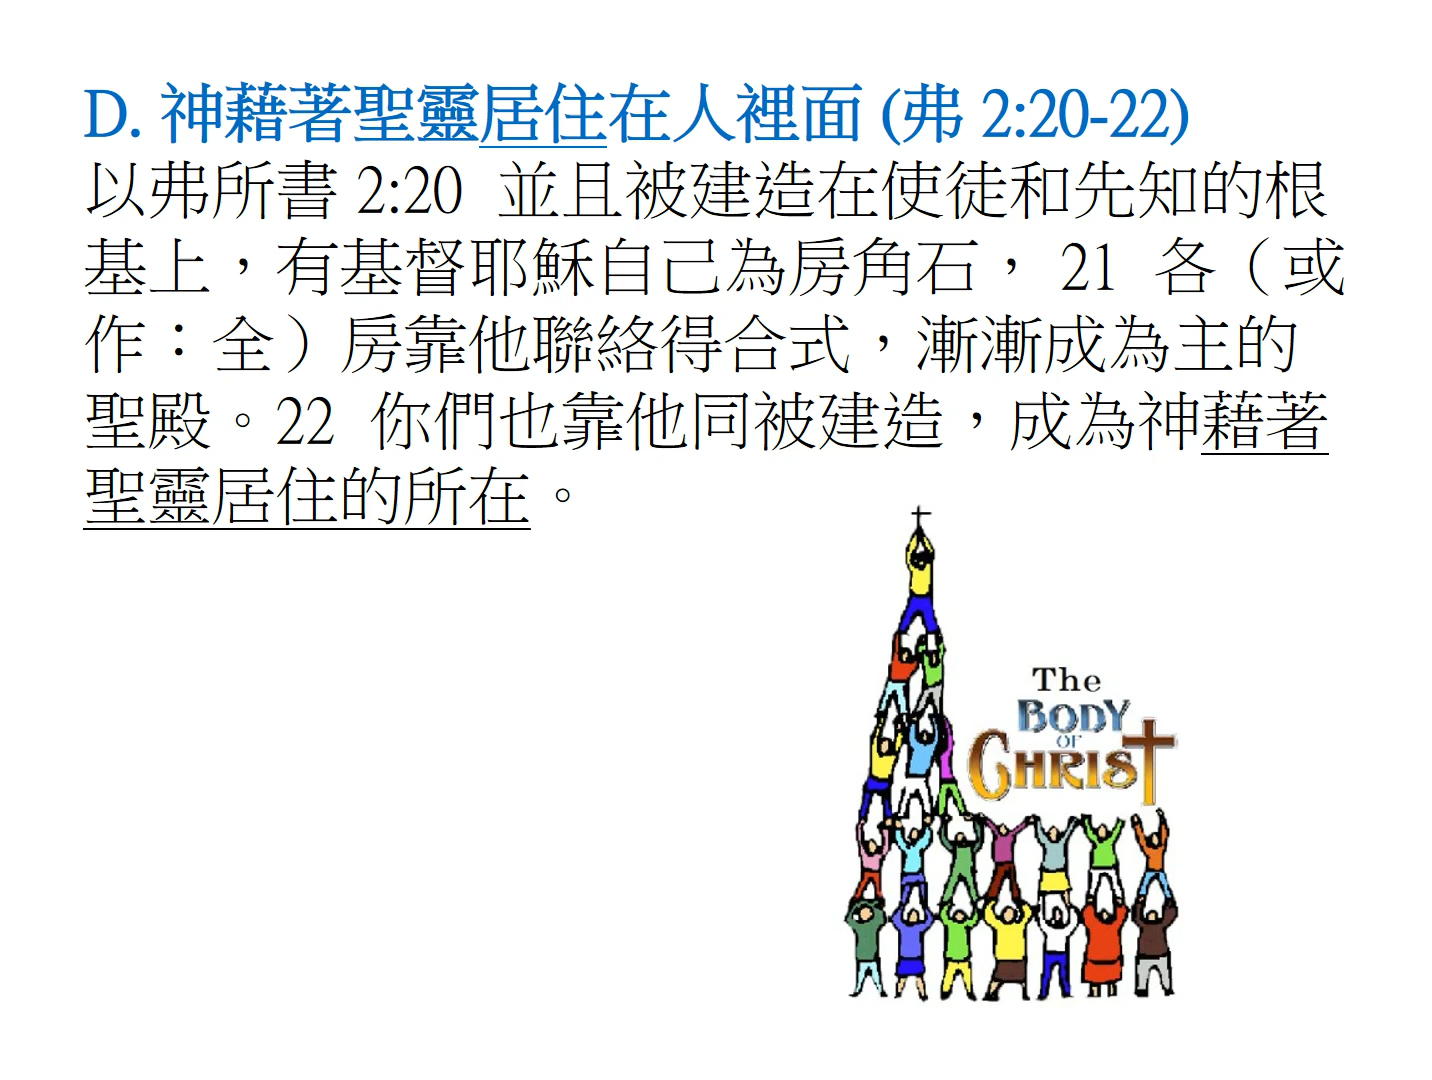 D. 神藉著聖靈居住在人裡面 (弗 2:20-22)
以弗所書 2:20 並且被建造在使徒和先知的根
基上，有基督耶穌自己為房角石， 21 各（或
作：全）房靠他聯絡得合式，漸漸成為主的
聖殿。22 你們也靠他同被建造，成為神藉著
聖靈居住的所在。
The
BODY
OF
CHRIST